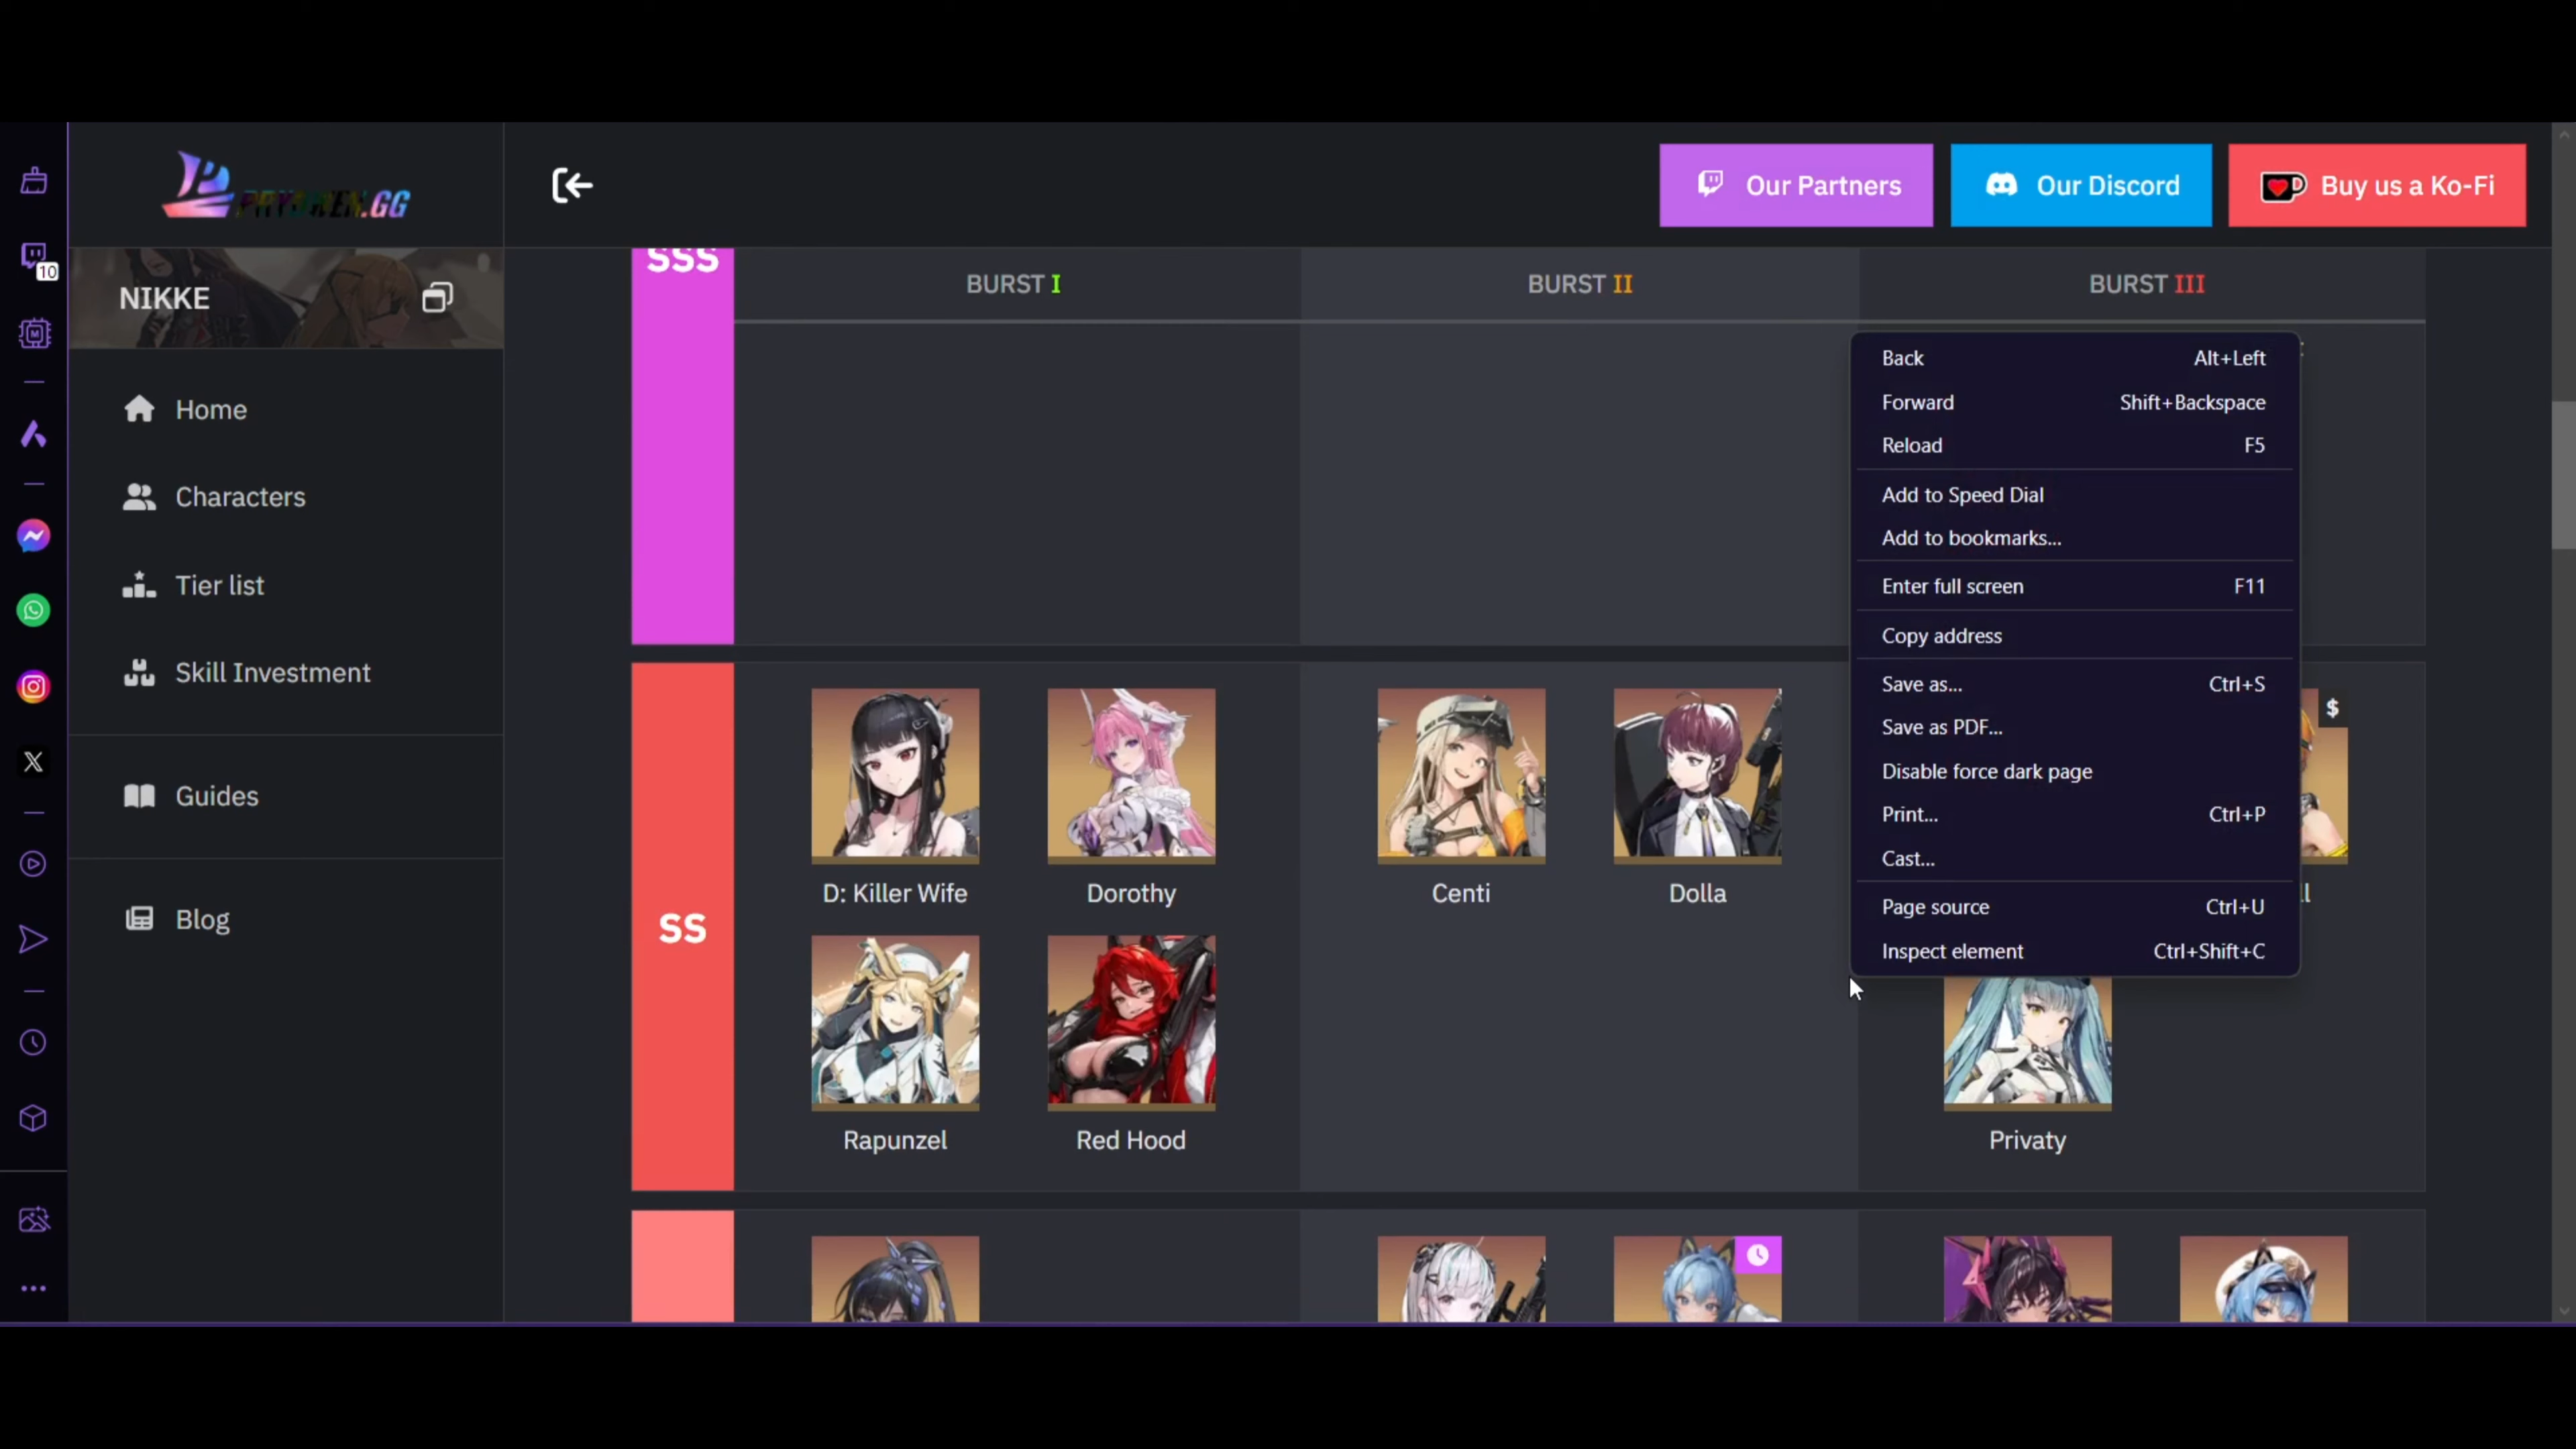 PRYDWEN.GG
Our Partners
Our Discord
Buy us a Ko-Fi
10
NIKKE
Home
Characters
Tier list
Skill Investment
Guides
Blog
SSS
BURST I
BURST II
BURST III
Back Alt+Left
Forward Shift+Backspace
Reload F5
Add to Speed Dial
Add to bookmarks...
Enter full screen F11
Copy address
Save as... Ctrl+S
Save as PDF...
Disable force dark page
Print... Ctrl+P
Cast...
Page source Ctrl+U
Inspect element Ctrl+Shift+C
SS
$
D: Killer Wife
Dorothy
Centi
Dolla
Rapunzel
Red Hood
Privaty